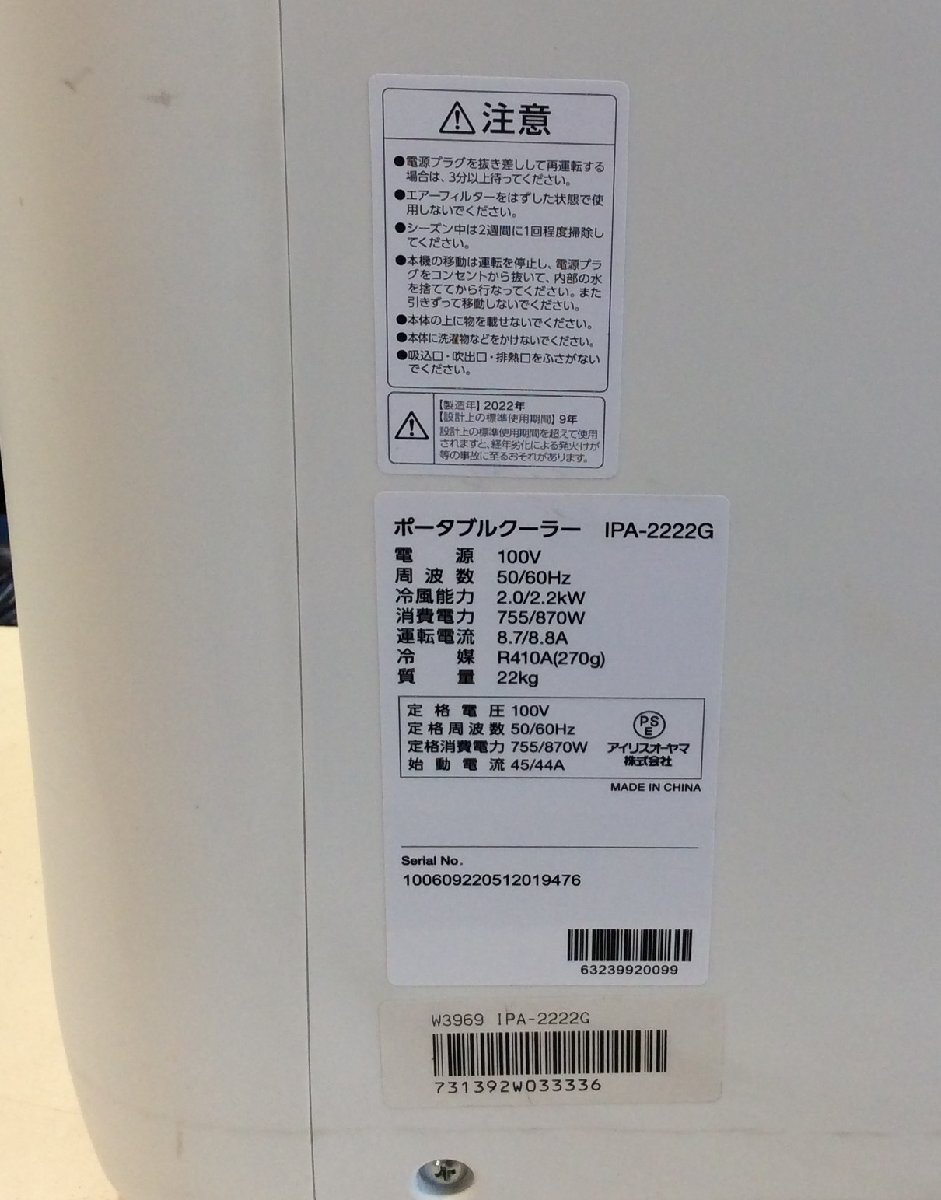 注意
●電源プラグを抜き差しして再運転する
場合は、3分以上待ってください。
●エアーフィルターをはずした状態で使
用しないでください。
●シーズン中は2週間に1回程度掃除し
てください。
●本機の移動は運転を停止し、電源プラ
グをコンセントから抜いて、内部の水
を捨ててから行なってください。また
引きずって移動しないでください。
●本体の上に物を載せないでください。
●本体に洗濯物などをかけないでください。
●吸込口・吹出口・排熱口をふさがない
でください。
【製造年】2022年
【設計上の標準使用期間】9年
設計上の標準使用期間を超えて使用
されますと、経年劣化による発火けが
等の事故に至るおそれがあります。
ポータブルクーラー IPA-2222G
電源 100V
周波数 50/60Hz
冷風能力 2.0/2.2kW
消費電力 755/870W
運転電流 8.7/8.8A
冷媒 R410A(270g)
質量 22kg
定格電圧 100V
定格周波数 50/60Hz
定格消費電力 755/870W
始動電流 45/44A
PS
E
アイリスオーヤマ
株式会社
MADE IN CHINA
Serial No.
100609220512019476
63239920099
W3969 IPA-2222G
731392W033336